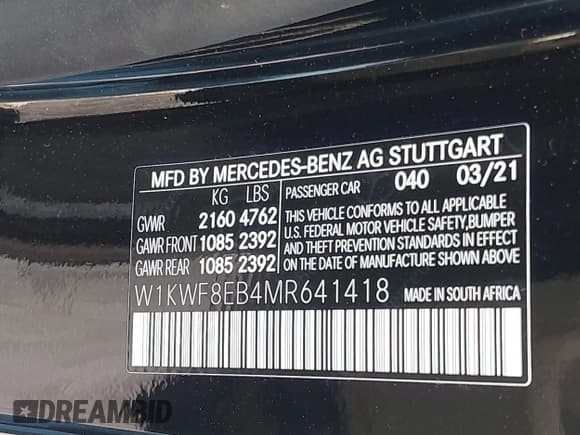 MFD BY MERCEDES-BENZ AG STUTTGART
KG LBS
GVWR 2160 4762
GAWR FRONT 1085 2392
GAWR REAR 1085 2392
PASSENGER CAR 040 03/21
THIS VEHICLE CONFORMS TO ALL APPLICABLE
U.S. FEDERAL MOTOR VEHICLE SAFETY, BUMPER
AND THEFT PREVENTION STANDARDS IN EFFECT
ON THE DATE OF MANUFACTURE SHOWN ABOVE
W1KWF8EB4MR641418 MADE IN SOUTH AFRICA
DREAMBID